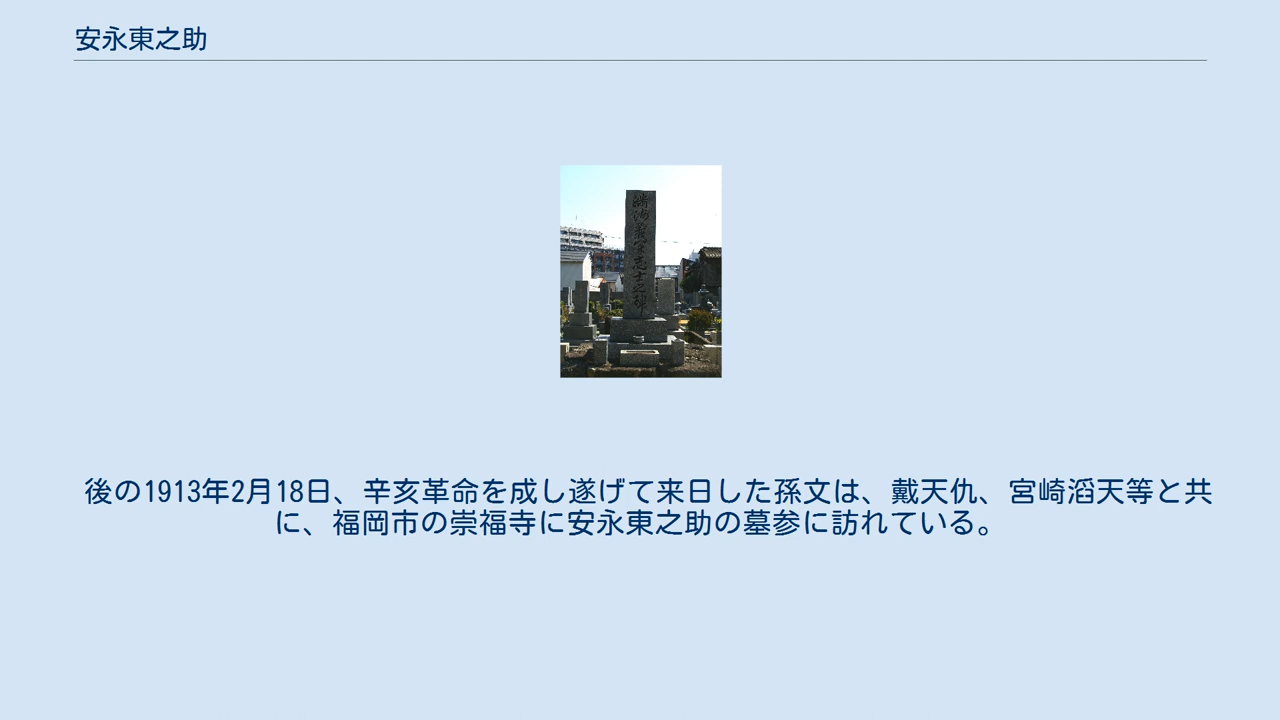 安永東之助
後の1913年2月18日、辛亥革命を成し遂げて来日した孫文は、戴天仇、宮崎滔天等と共
に、福岡市の崇福寺に安永東之助の墓参に訪れている。